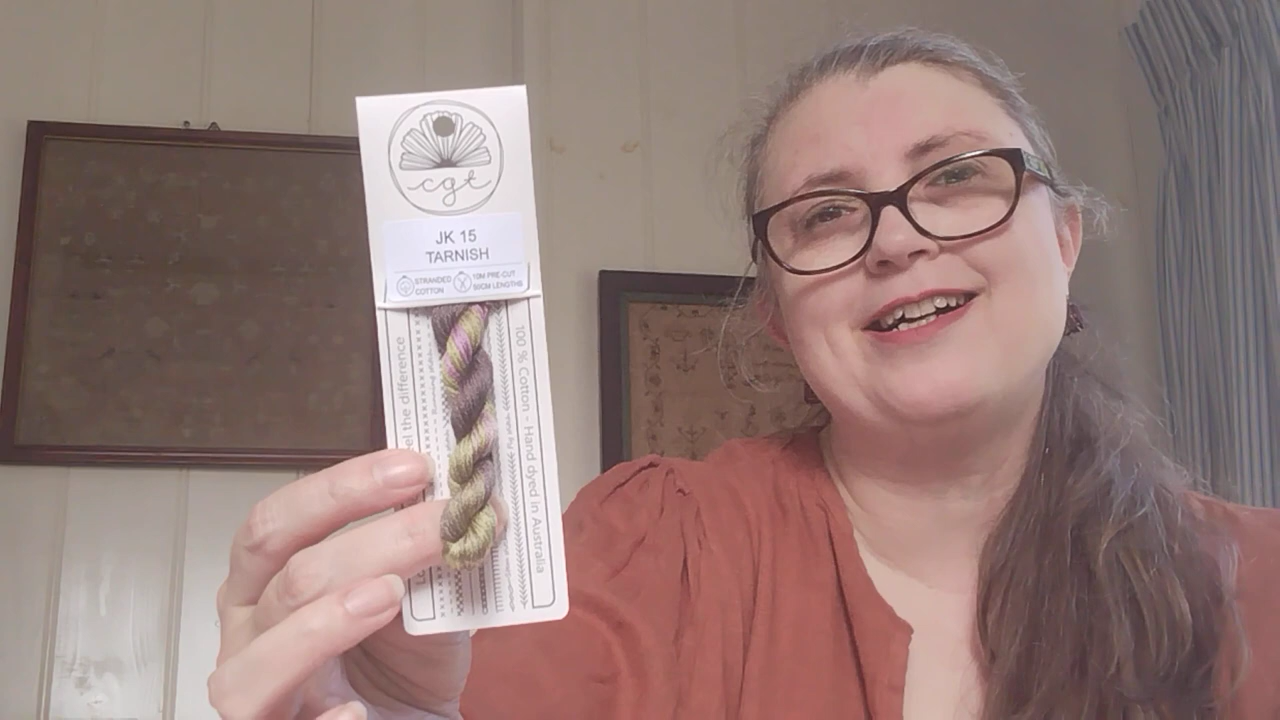 cgt
JK 15
TARNISH
STRANDED
COTTON
10M PRE-CUT
50CM LENGTHS
el the difference
100 % Cotton - Hand dyed in Australia